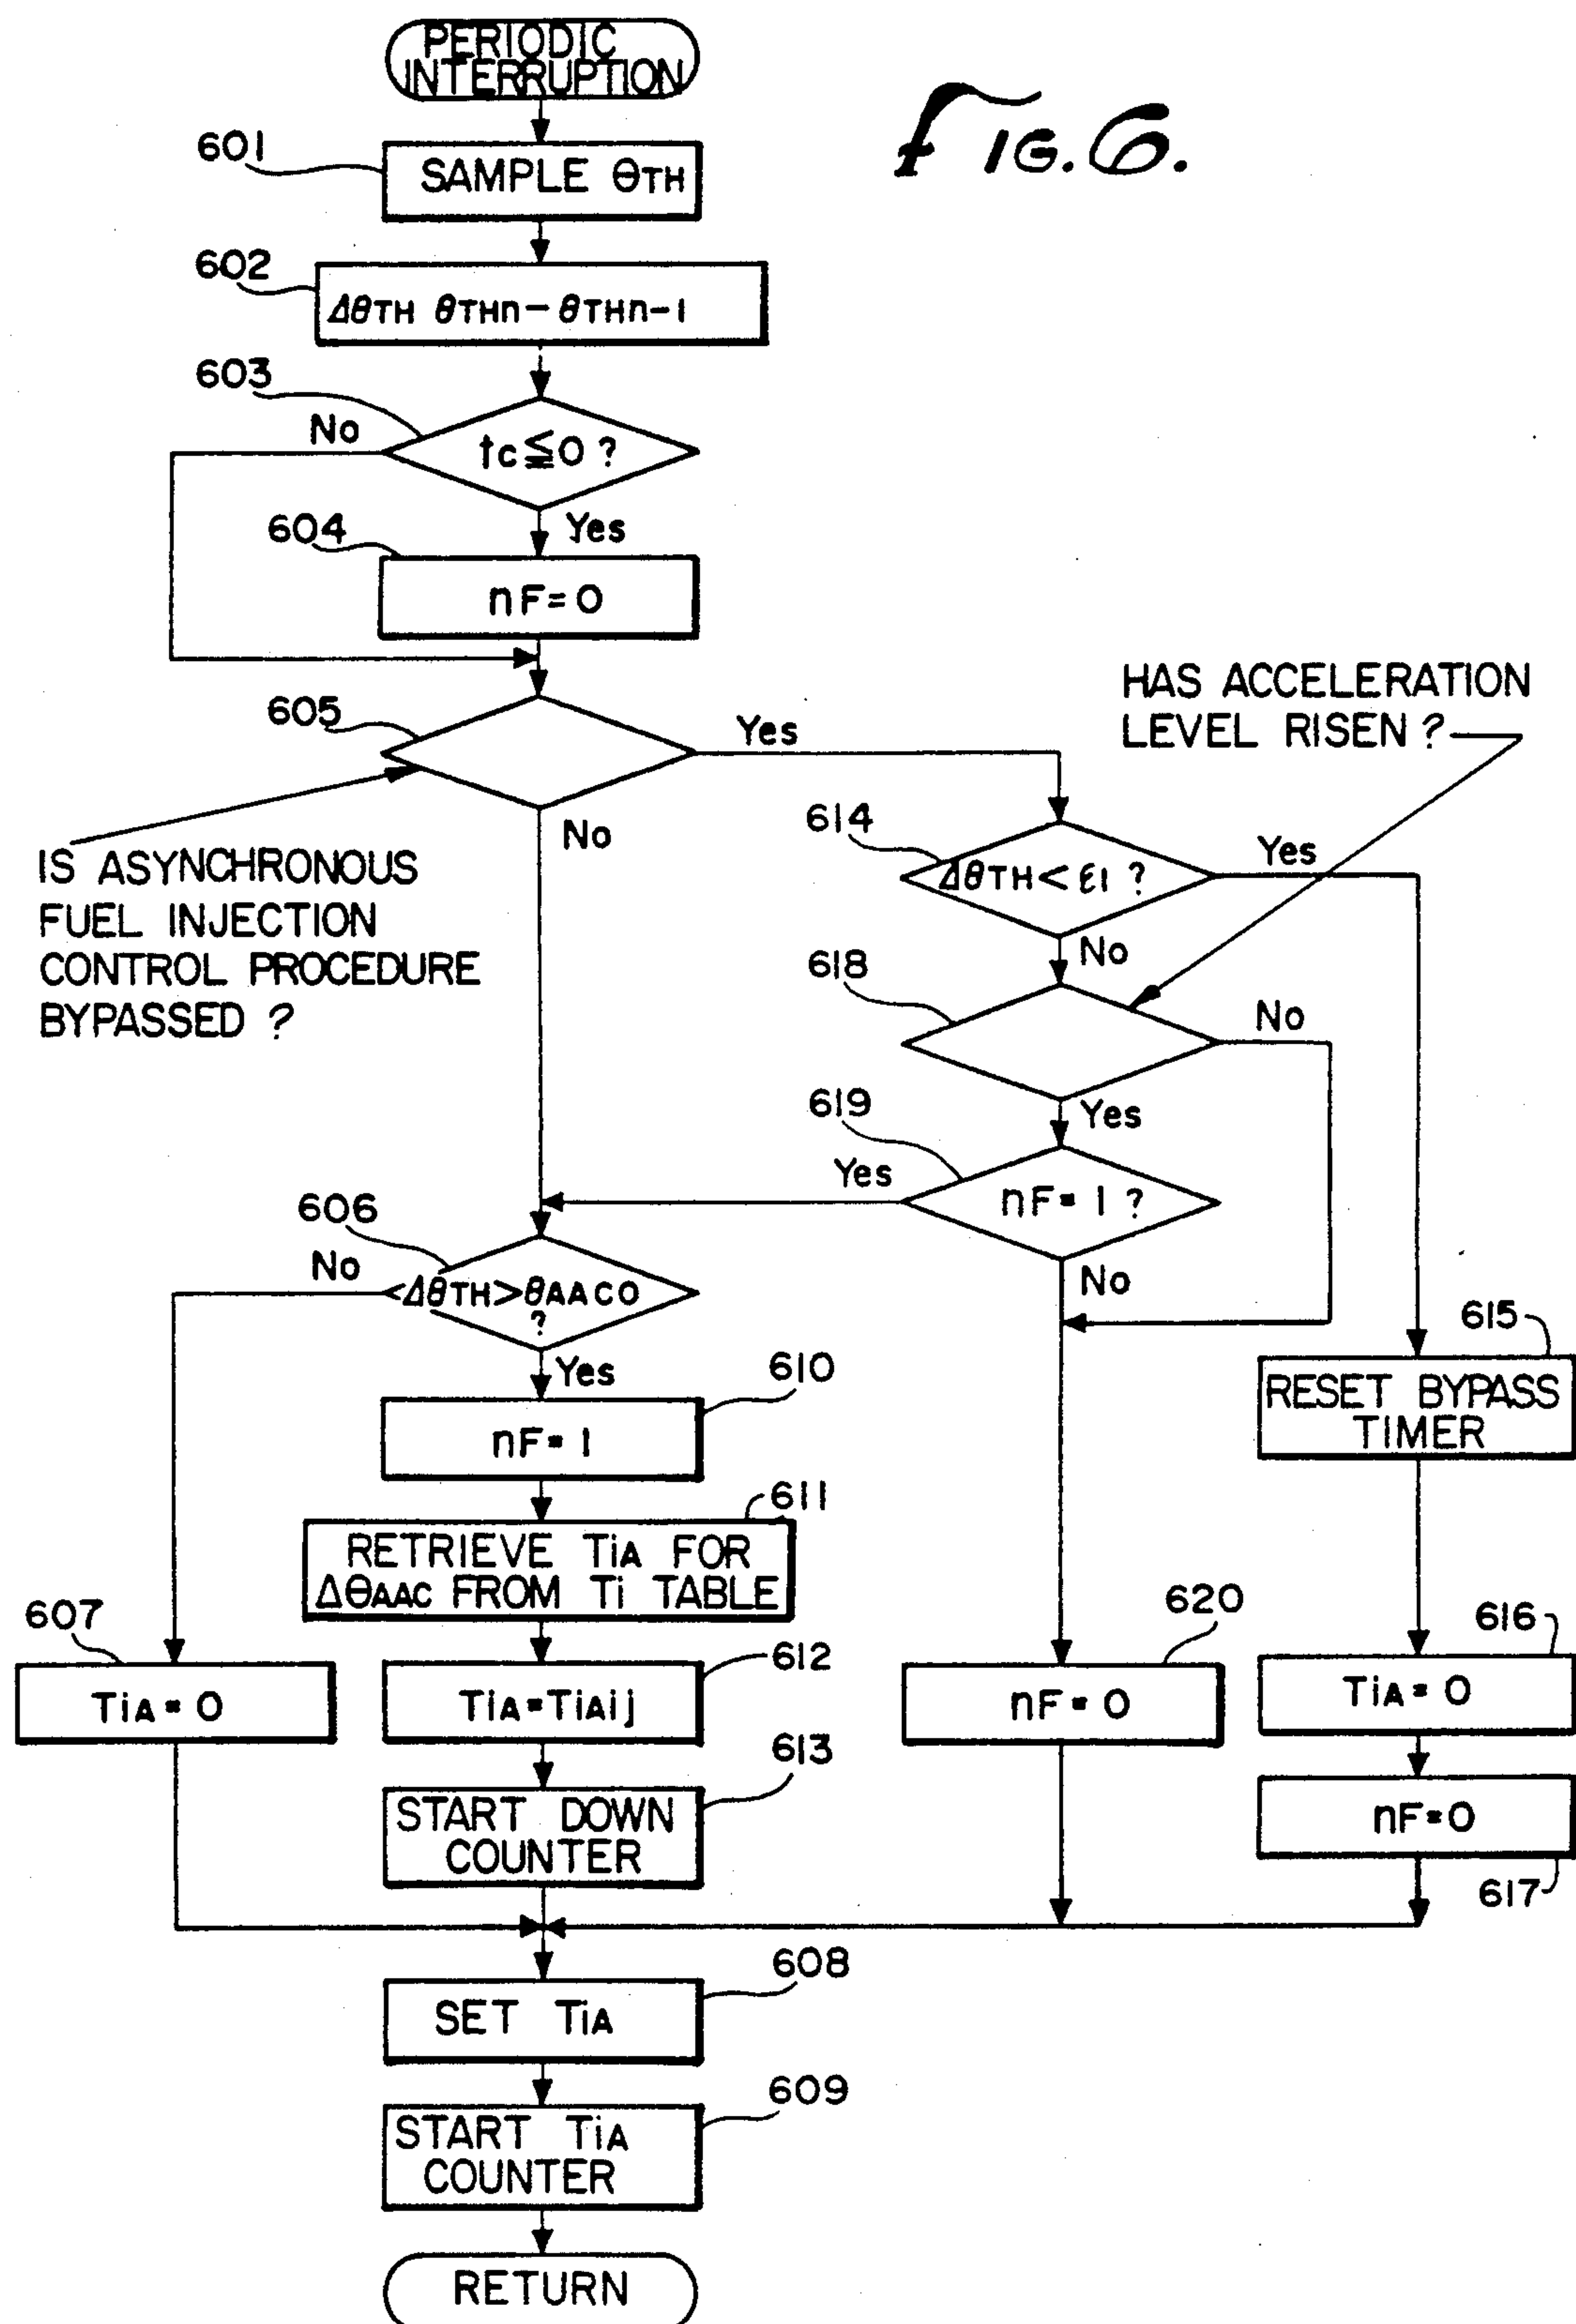 PERIODIC
INTERRUPTION
FIG. 6.
601
SAMPLE θTH
602
ΔθTH θTHn-θTHn-1
603
No
tc≦0 ?
Yes
604
nF=0
HAS ACCELERATION
LEVEL RISEN ?
605
Yes
No
IS ASYNCHRONOUS
FUEL INJECTION
CONTROL PROCEDURE
BYPASSED ?
614
ΔθTH<ε1 ?
Yes
No
618
No
Yes
619
Yes
nF=1 ?
No
606
No
<ΔθTH>θAACO
?
Yes
610
nF=1
615
RESET BYPASS
TIMER
611
RETRIEVE TiA FOR
ΔθAAC FROM Ti TABLE
607
TiA=0
612
TiA=TiAij
620
nF=0
616
TiA=0
613
START DOWN
COUNTER
nF=0
617
608
SET TiA
609
START TiA
COUNTER
RETURN